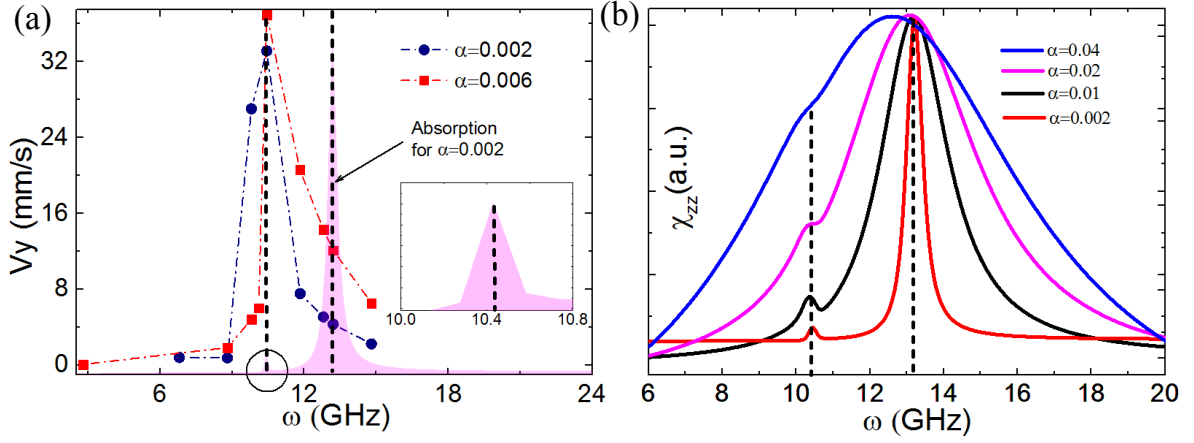 (a)
Vy (mm/s)
36
32
24
16
8
0
α=0.002
α=0.006
Absorption
for α=0.002
10.0 10.4 10.8
6 12 18 24
ω (GHz)
(b)
χzz(a.u.)
α=0.04
α=0.02
α=0.01
α=0.002
6 8 10 12 14 16 18 20
ω (GHz)